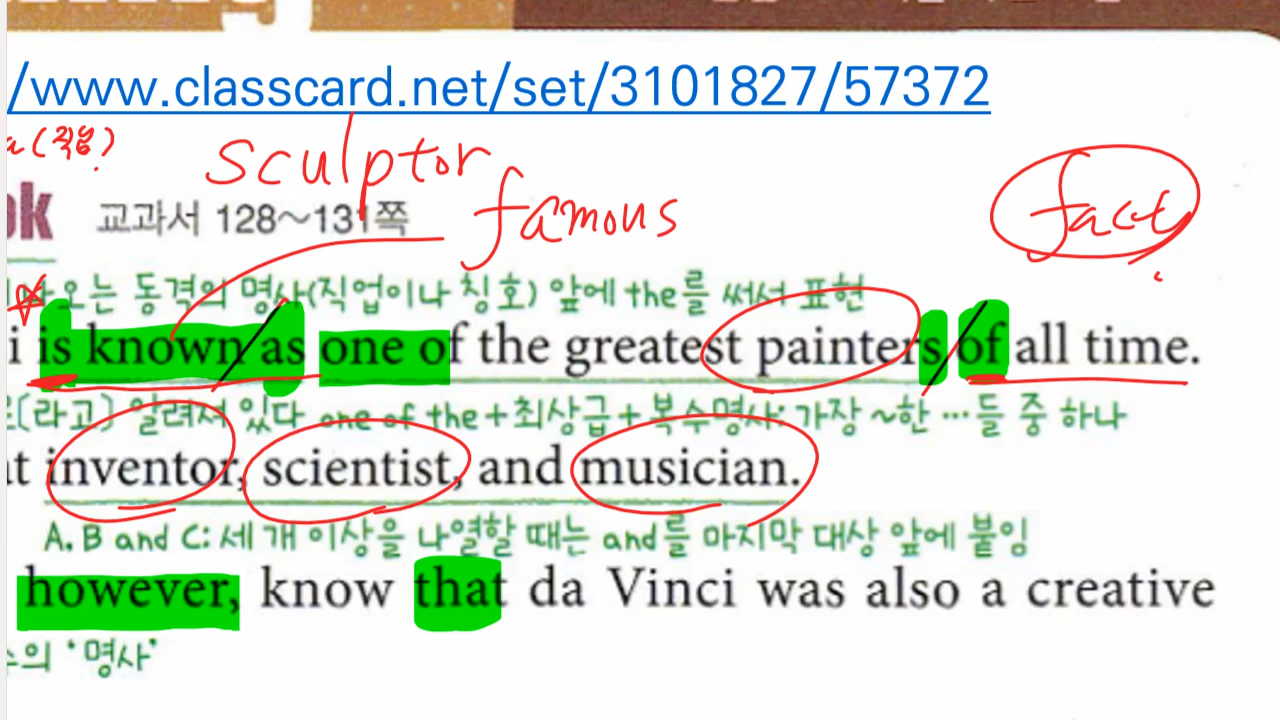 /www.classcard.net/set/3101827/57372
sculptor
famous
fact
ok 교과서 128~131쪽
오는 동격의 명사(직업이나 칭호) 앞에 the를 써서 표현
i is known as one of the greatest painters of all time.
(라고) 알려져 있다 one of the+최상급+복수명사: 가장 ~한 …들 중 하나
at inventor, scientist, and musician.
A, B and C: 세 개 이상을 나열할 때는 and를 마지막 대상 앞에 붙임
however, know that da Vinci was also a creative
의 '명사'